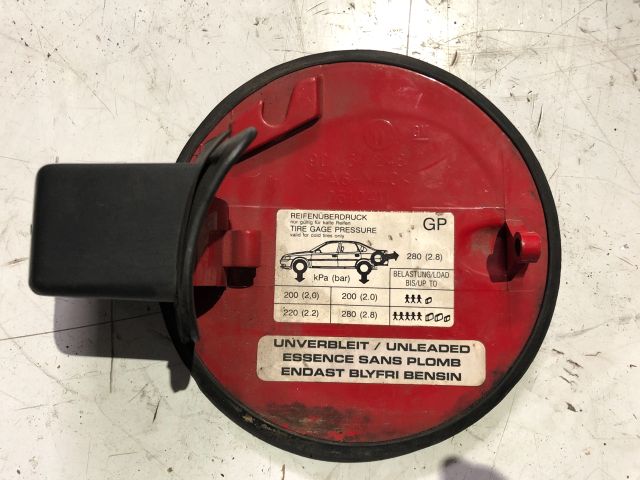 GM
REIFENÜBERDRUCK
nur gültig für kalte Reifen
TIRE GAGE PRESSURE
valid for cold tires only
GP
280 (2.8)
kPa (bar)
BELASTUNG/LOAD
BIS/UP TO
200 (2,0) 200 (2.0)
220 (2.2) 280 (2.8)
UNVERBLEIT / UNLEADED
ESSENCE SANS PLOMB
ENDAST BLYFRI BENSIN